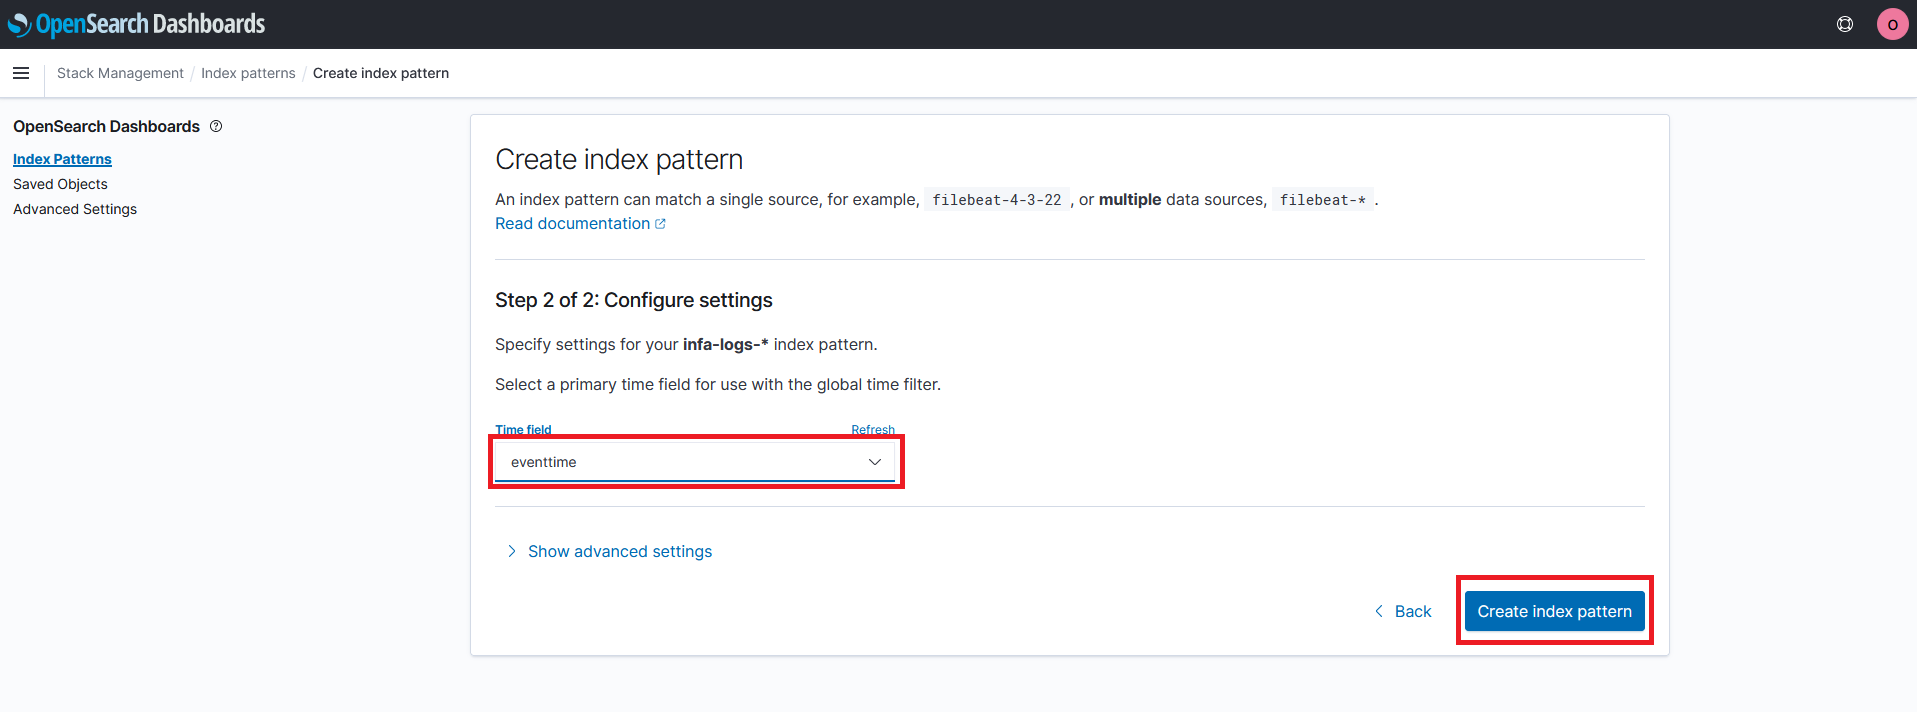 OpenSearch Dashboards
O
Stack Management / Index patterns / Create index pattern
OpenSearch Dashboards
Index Patterns
Saved Objects
Advanced Settings
Create index pattern
An index pattern can match a single source, for example, filebeat-4-3-22 , or multiple data sources, filebeat-* .
Read documentation
Step 2 of 2: Configure settings
Specify settings for your infa-logs-* index pattern.
Select a primary time field for use with the global time filter.
Time field Refresh
eventtime
Show advanced settings
Back Create index pattern